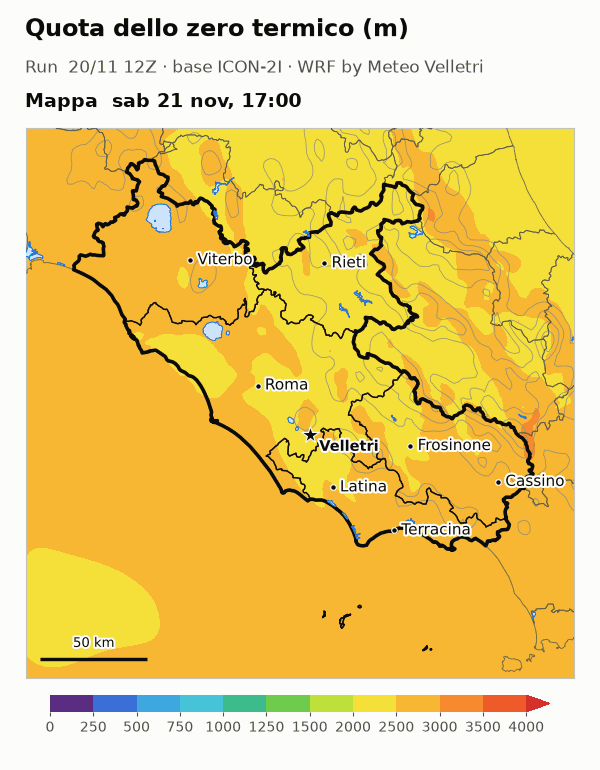 Quota dello zero termico (m)
Run  20/11 12Z · base ICON-2I · WRF by Meteo Velletri
Mappa  sab 21 nov, 17:00
Viterbo
Rieti
Roma
Velletri
Frosinone
Cassino
Latina
Terracina
50 km
0 250 500 750 1000 1250 1500 2000 2500 3000 3500 4000